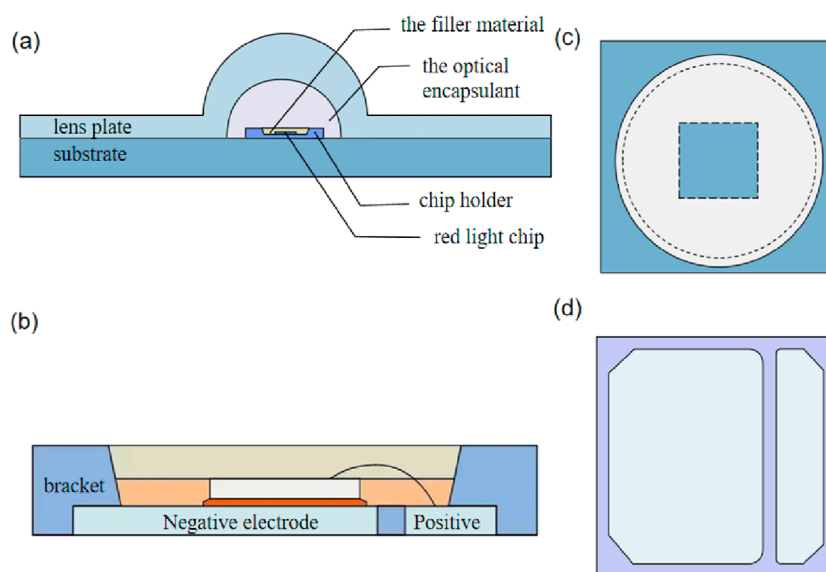 (a)
the filler material
the optical
encapsulant
lens plate
substrate
chip holder
red light chip
(c)
(b)
bracket
Negative electrode
Positive
(d)